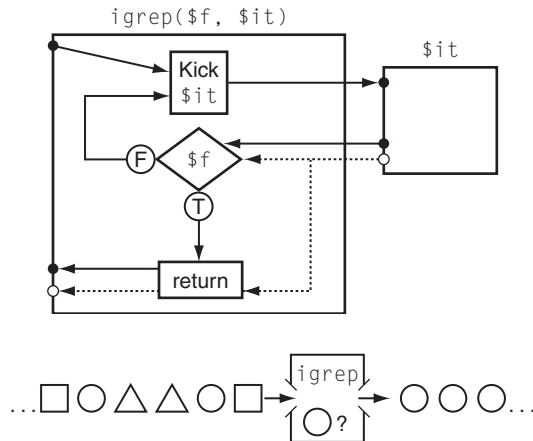 igrep($f, $it)
$it
Kick
$it
F
$f
T
return
...
igrep
?
...